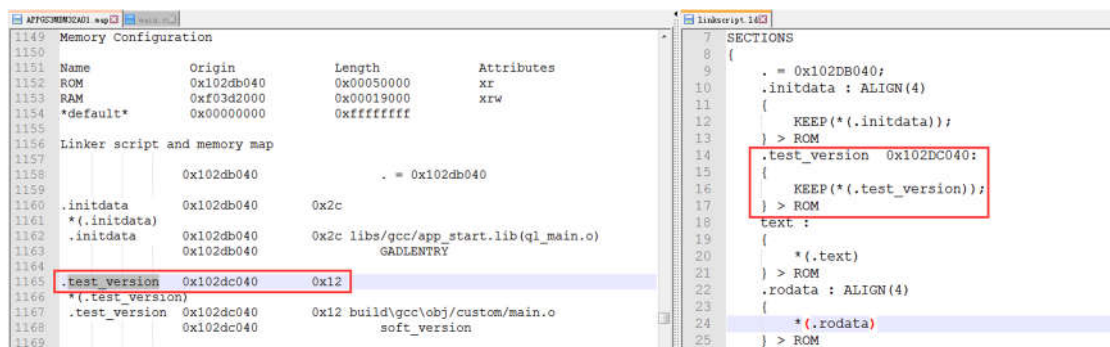 APPGS3MDM32A01.map
1149 Memory Configuration
1150
1151 Name Origin Length Attributes
1152 ROM 0x102db040 0x00050000 xr
1153 RAM 0xf03d2000 0x00019000 xrw
1154 *default* 0x00000000 0xffffffff
1155
1156 Linker script and memory map
1157
1158 0x102db040 . = 0x102db040
1159
1160 .initdata 0x102db040 0x2c
1161 *(.initdata)
1162 .initdata 0x102db040 0x2c libs/gcc/app_start.lib(ql_main.o)
1163 0x102db040 GADLENTRY
1164
1165 .test_version 0x102dc040 0x12
1166 *(.test_version)
1167 .test_version 0x102dc040 0x12 build\gcc\obj/custom/main.o
1168 0x102dc040 soft_version
1169
linkscript.ld
7 SECTIONS
8 {
9 . = 0x102DB040;
10 .initdata : ALIGN(4)
11 {
12 KEEP(*(.initdata));
13 } > ROM
14 .test_version 0x102DC040:
15 {
16 KEEP(*(.test_version));
17 } > ROM
18 text :
19 {
20 *(.text)
21 } > ROM
22 .rodata : ALIGN(4)
23 {
24 *(.rodata)
25 } > ROM